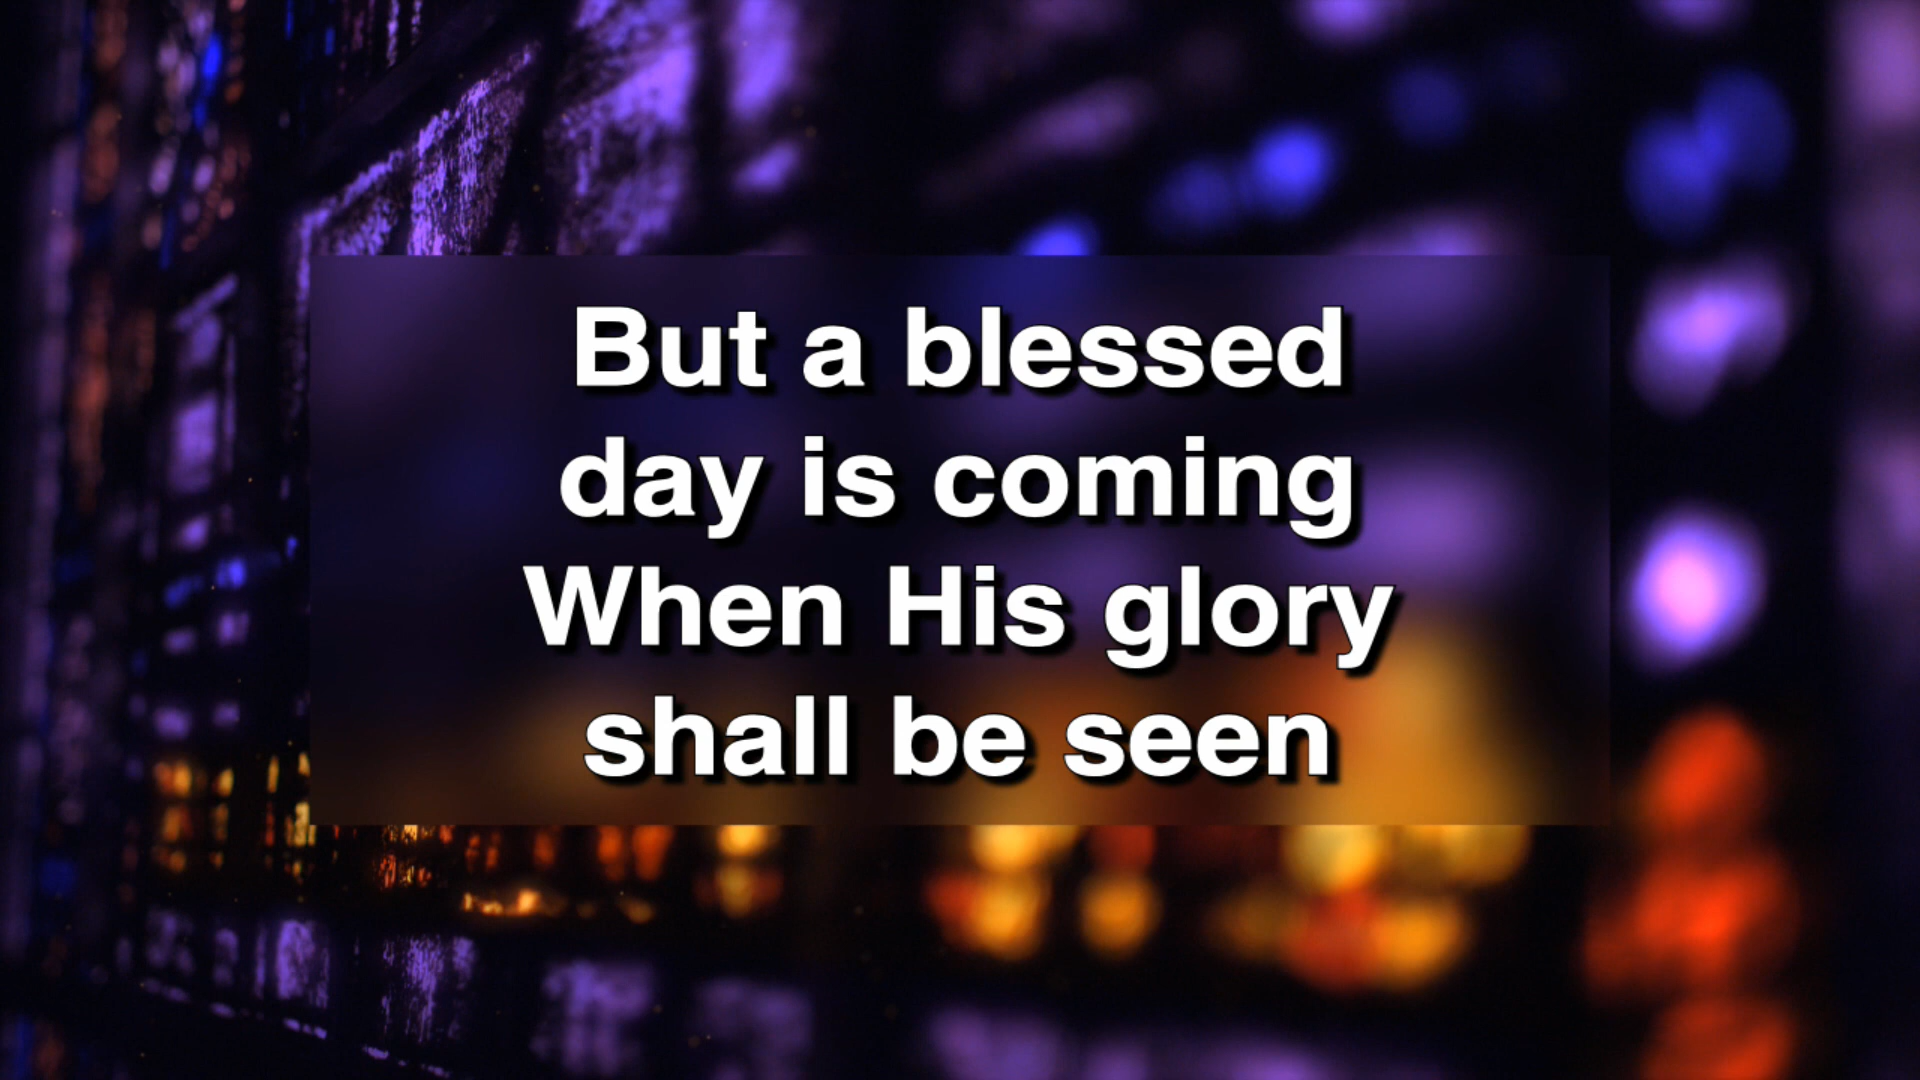 But a blessed
day is coming
When His glory
shall be seen